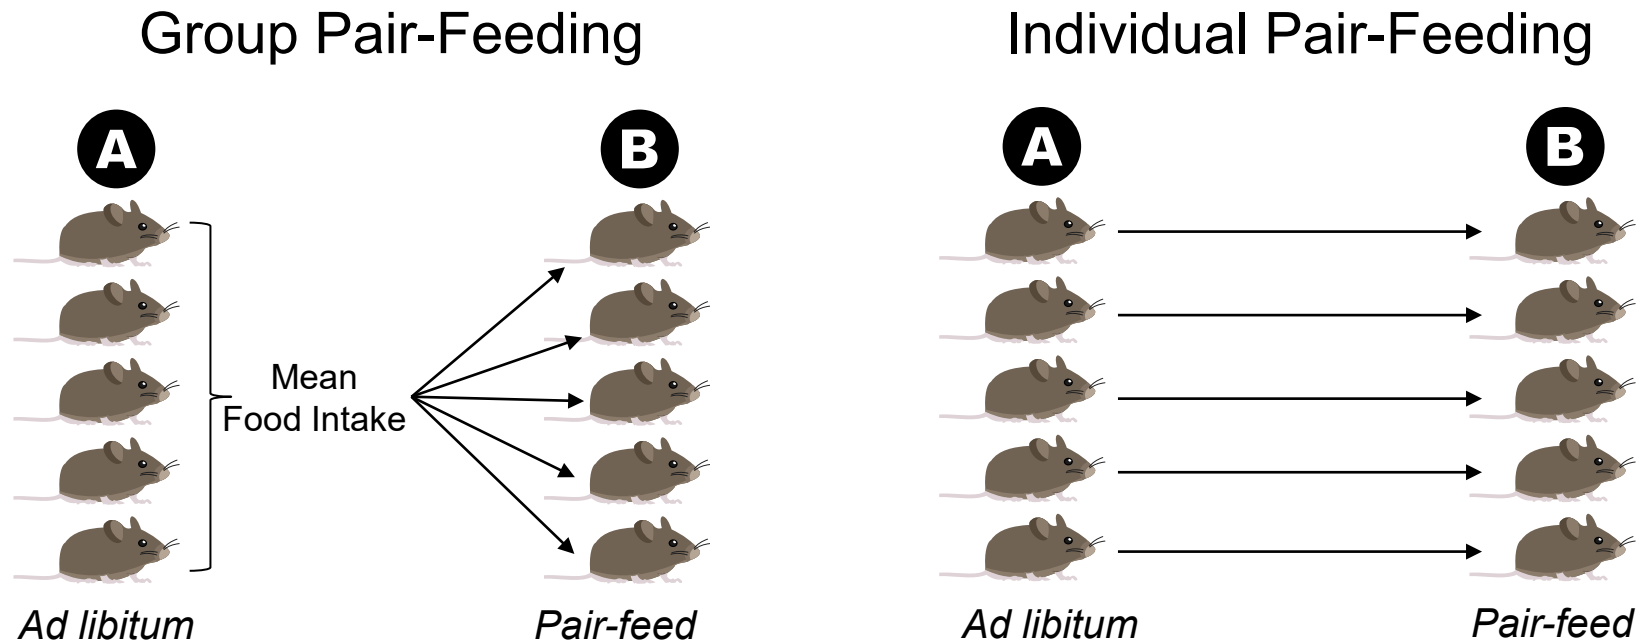 Group Pair-Feeding
A
B
Mean
Food Intake
Ad libitum
Pair-feed
Individual Pair-Feeding
A
B
Ad libitum
Pair-feed